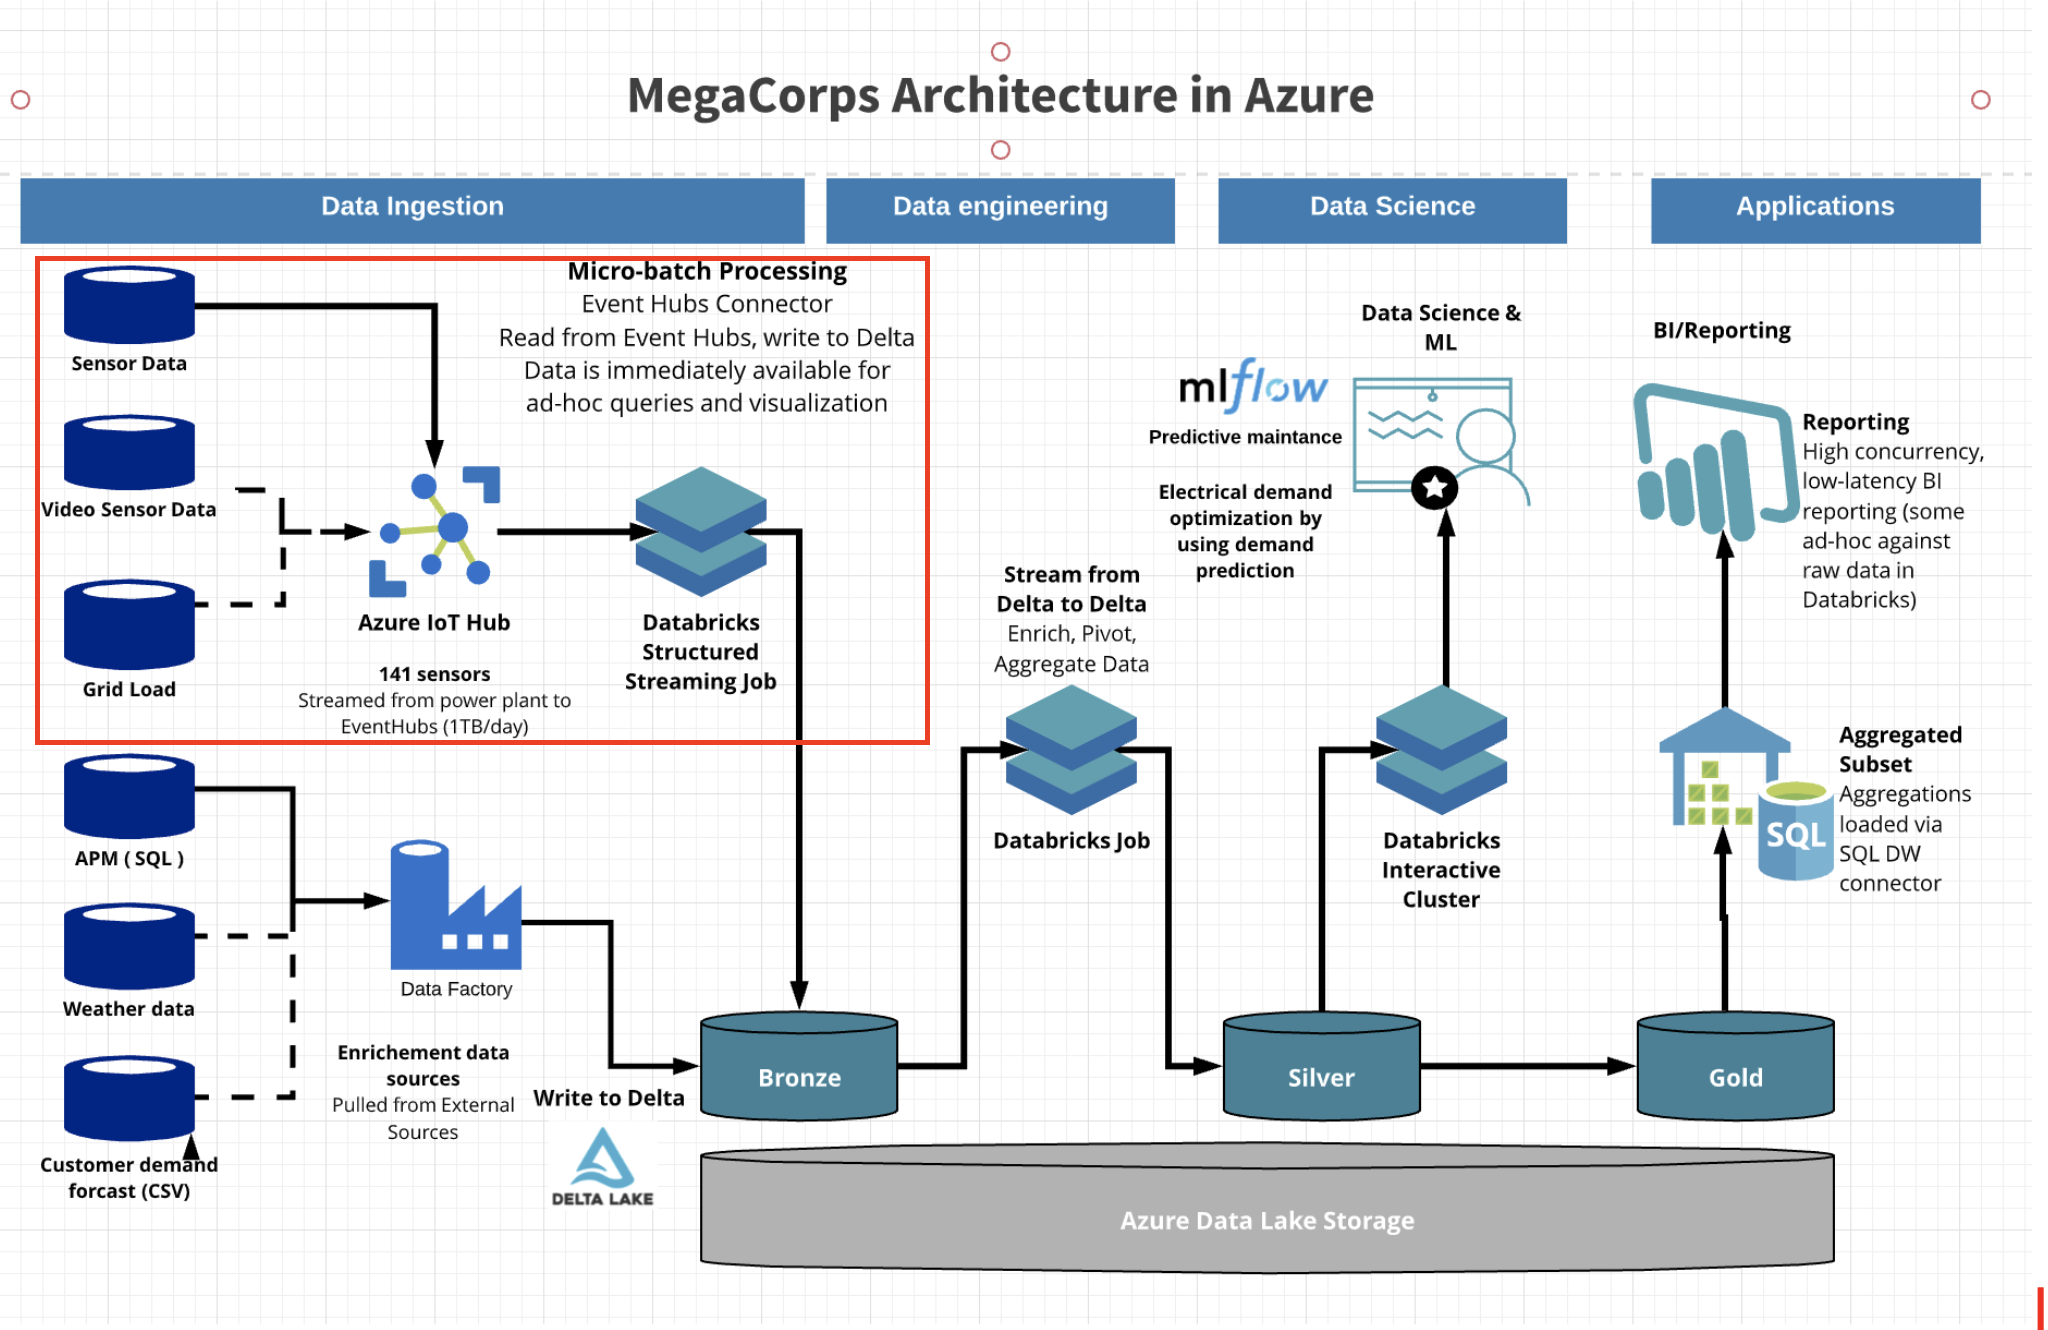 MegaCorps Architecture in Azure
Data Ingestion
Data engineering
Data Science
Applications
Sensor Data
Video Sensor Data
Grid Load
Micro-batch Processing
Event Hubs Connector
Read from Event Hubs, write to Delta
Data is immediately available for
ad-hoc queries and visualization
Azure IoT Hub
141 sensors
Streamed from power plant to
EventHubs (1TB/day)
Databricks
Structured
Streaming Job
APM ( SQL )
Weather data
Customer demand
forcast (CSV)
Data Factory
Enrichement data
sources
Pulled from External
Sources
Write to Delta
DELTA LAKE
Bronze
Stream from
Delta to Delta
Enrich, Pivot,
Aggregate Data
Databricks Job
Data Science &
ML
mlflow
Predictive maintance
Electrical demand
optimization by
using demand
prediction
Databricks
Interactive
Cluster
Silver
BI/Reporting
Reporting
High concurrency,
low-latency BI
reporting (some
ad-hoc against
raw data in
Databricks)
SQL
Aggregated
Subset
Aggregations
loaded via
SQL DW
connector
Gold
Azure Data Lake Storage